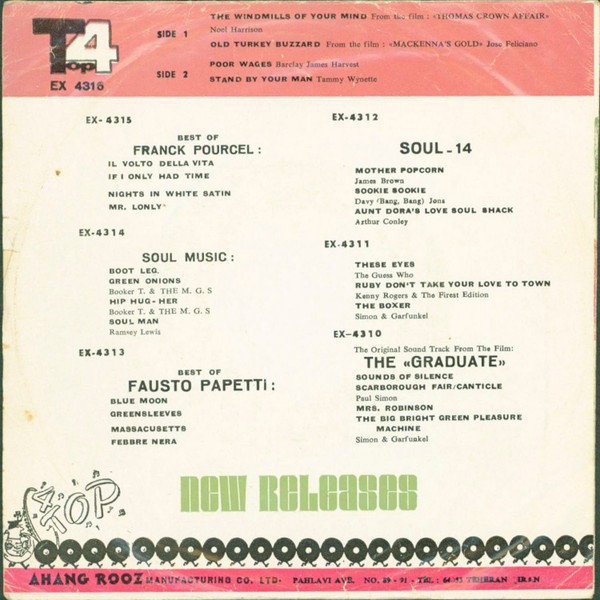 T4
op
EX 4316
SIDE 1
THE WINDMILLS OF YOUR MIND From the film : «THOMAS CROWN AFFAIR»
Noel Harrison
OLD TURKEY BUZZARD From the film : «MACKENNA'S GOLD» Jose Feliciano
SIDE 2
POOR WAGES Barclay James Harvest
STAND BY YOUR MAN Tammy Wynette
EX-4315
BEST OF
FRANCK POURCEL :
IL VOLTO DELLA VITA
IF I ONLY HAD TIME
NIGHTS IN WHITE SATIN
MR. LONLY
EX-4314
SOUL MUSIC :
BOOT LEG.
GREEN ONIONS
Booker T. & THE M. G. S
HIP HUG-HER
Booker T. & THE M. G. S
SOUL MAN
Ramsey Lewis
EX-4313
BEST OF
FAUSTO PAPETTI :
BLUE MOON
GREENSLEEVES
MASSACUSETTS
FEBBRE NERA
EX-4312
SOUL-14
MOTHER POPCORN
James Brown
SOOKIE SOOKIE
Davy (Bang, Bang) Jons
AUNT DORA'S LOVE SOUL SHACK
Arthur Conley
EX-4311
THESE EYES
The Guess Who
RUBY DON'T TAKE YOUR LOVE TO TOWN
Kenny Rogers & The Firsst Edition
THE BOXER
Simon & Garfunkel
EX-4310
The Original Sound Track From The Film:
THE «GRADUATE»
SOUNDS OF SILENCE
SCARBOROUGH FAIR/CANTICLE
Paul Simon
MRS. ROBINSON
THE BIG BRIGHT GREEN PLEASURE
MACHINE
Simon & Garfunkel
new releases
4 TOP
AHANG ROOZ MANUFACTURING CO. LTD- PAHLAVI AVE. NO. 29 - 31 - TEL : TEHERAN IRAN